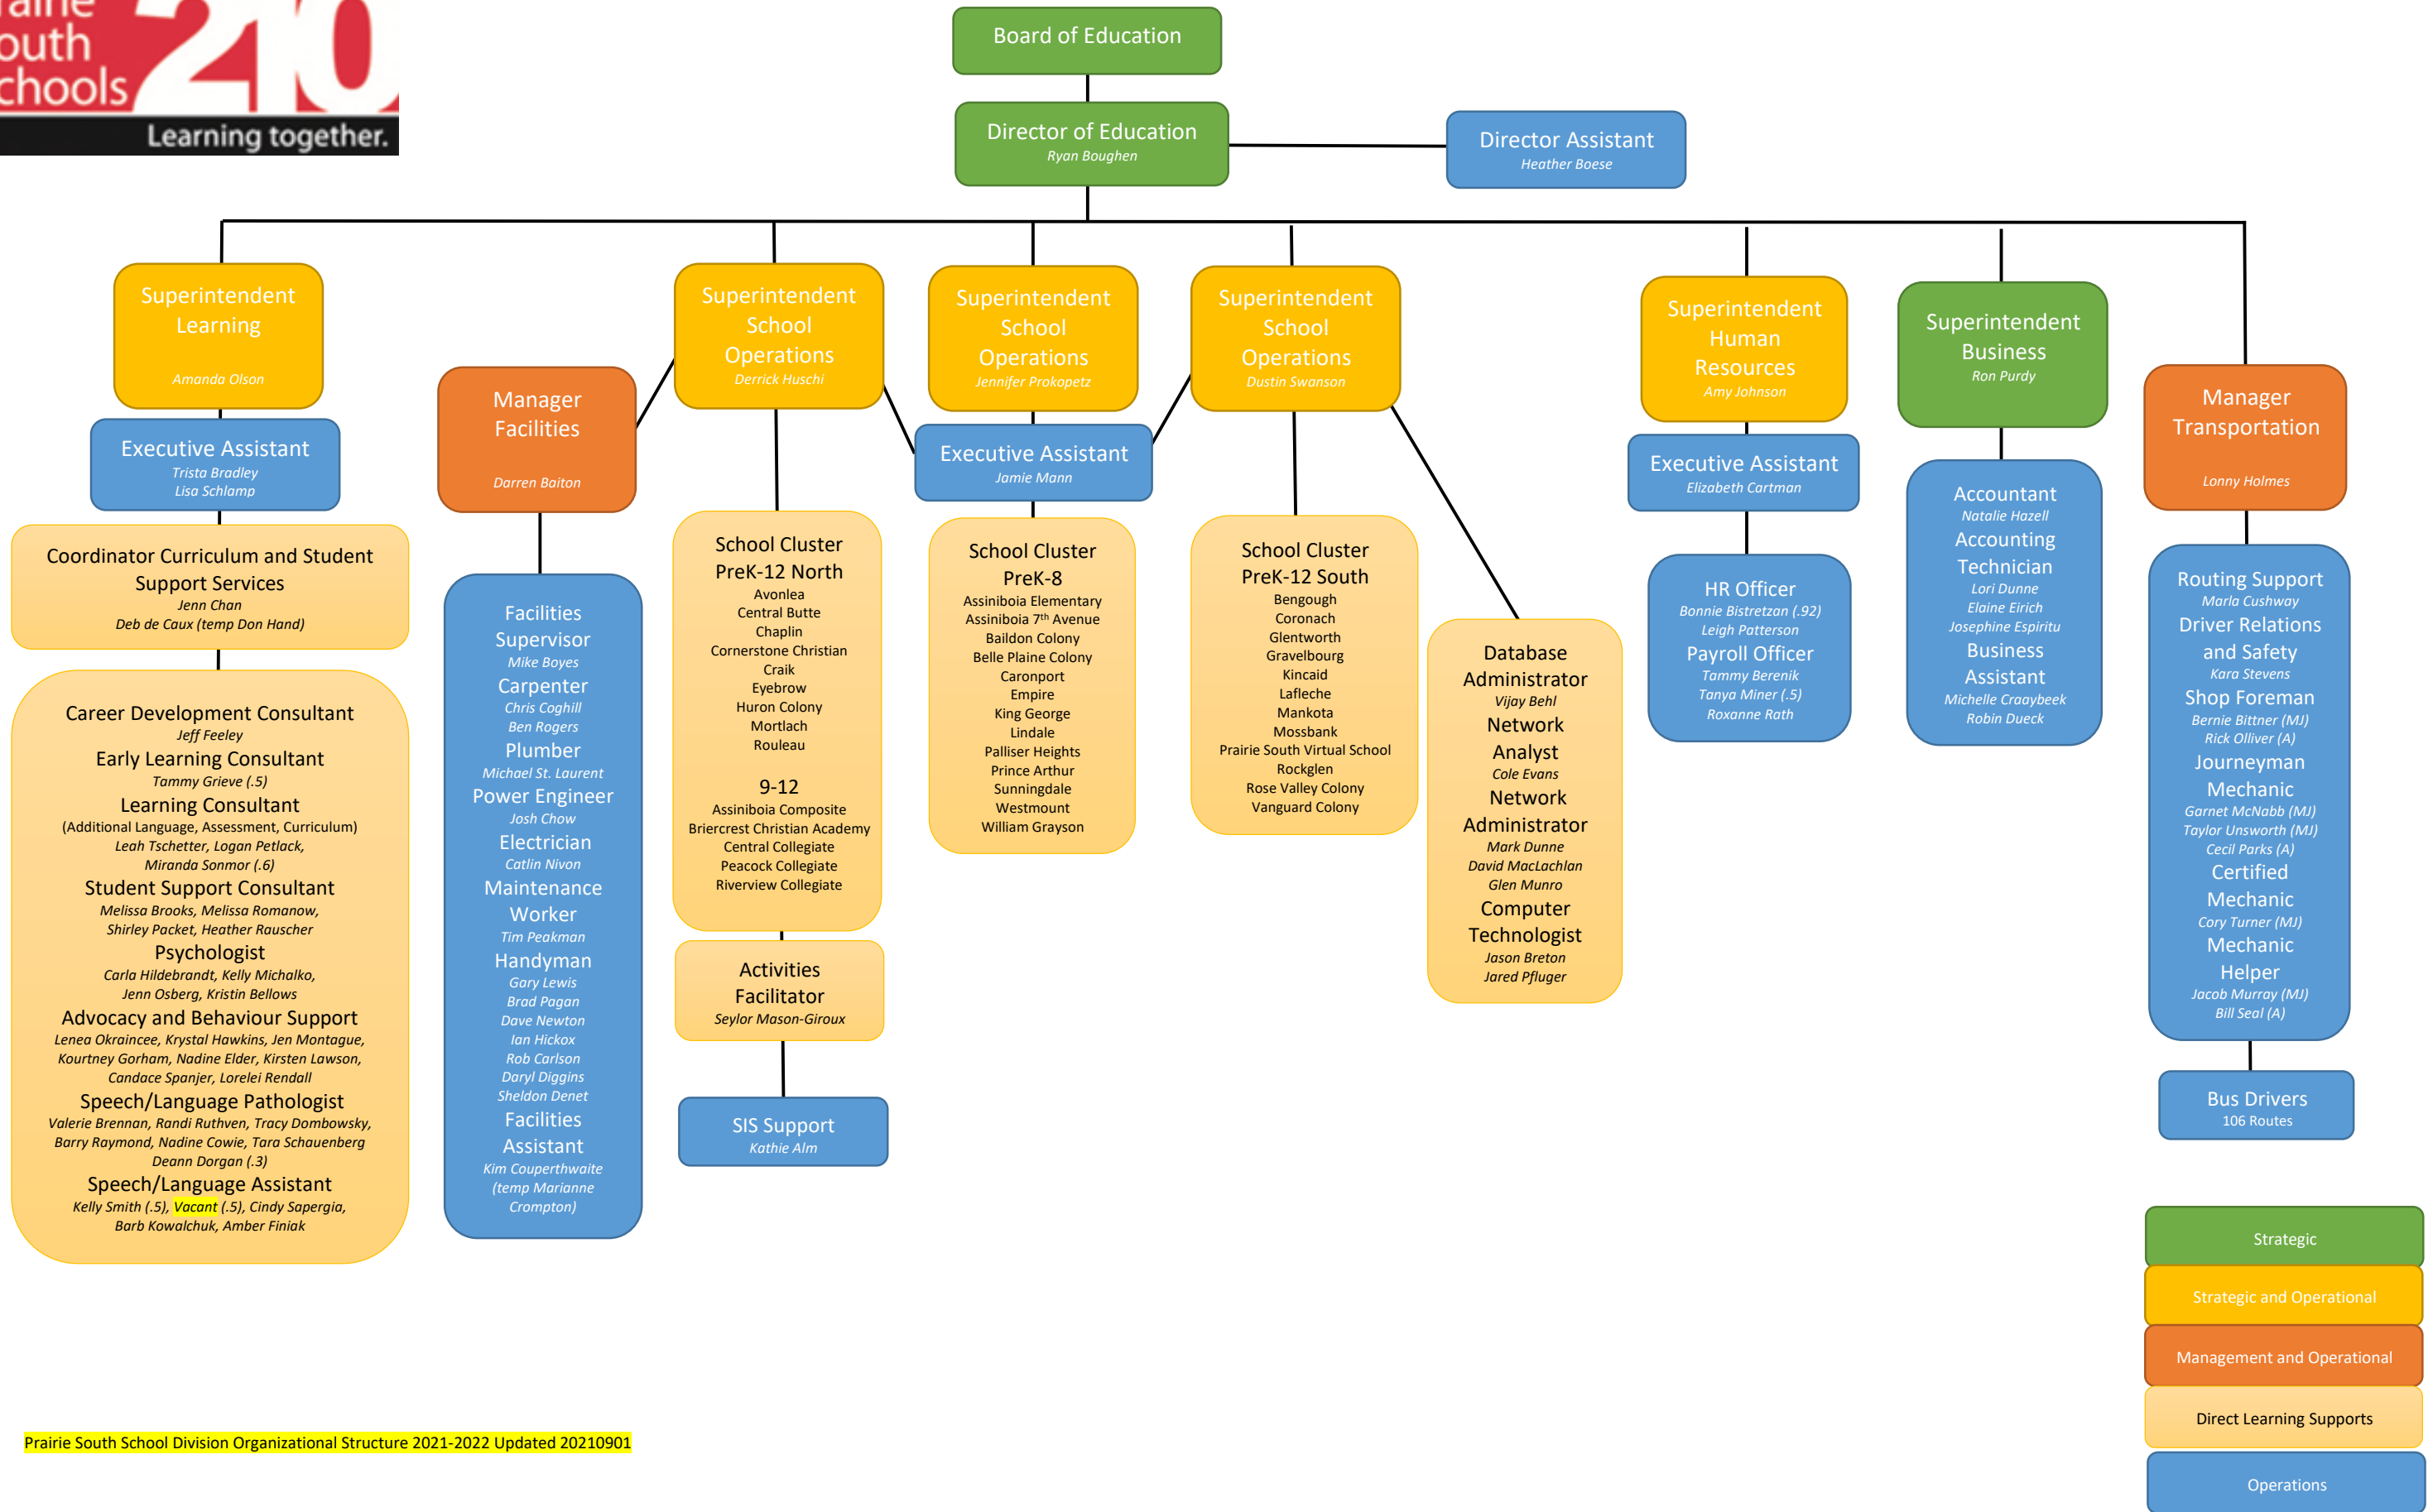 raine
outh
chools
210
Learning together.
Board of Education
Director of Education
Ryan Boughen
Director Assistant
Heather Boese
Superintendent
Learning
Amanda Olson
Executive Assistant
Trista Bradley
Lisa Schlamp
Coordinator Curriculum and Student
Support Services
Jenn Chan
Deb de Caux (temp Don Hand)
Career Development Consultant
Jeff Feeley
Early Learning Consultant
Tammy Grieve (.5)
Learning Consultant
(Additional Language, Assessment, Curriculum)
Leah Tschetter, Logan Petlack,
Miranda Sonmor (.6)
Student Support Consultant
Melissa Brooks, Melissa Romanow,
Shirley Packet, Heather Rauscher
Psychologist
Carla Hildebrandt, Kelly Michalko,
Jenn Osberg, Kristin Bellows
Advocacy and Behaviour Support
Lenea Okraincee, Krystal Hawkins, Jen Montague,
Kourtney Gorham, Nadine Elder, Kirsten Lawson,
Candace Spanjer, Lorelei Rendall
Speech/Language Pathologist
Valerie Brennan, Randi Ruthven, Tracy Dombowsky,
Barry Raymond, Nadine Cowie, Tara Schauenberg
Deann Dorgan (.3)
Speech/Language Assistant
Kelly Smith (.5), Vacant (.5), Cindy Sapergia,
Barb Kowalchuk, Amber Finiak
Manager
Facilities
Darren Baiton
Facilities
Supervisor
Mike Boyes
Carpenter
Chris Coghill
Ben Rogers
Plumber
Michael St. Laurent
Power Engineer
Josh Chow
Electrician
Catlin Nivon
Maintenance
Worker
Tim Peakman
Handyman
Gary Lewis
Brad Pagan
Dave Newton
Ian Hickox
Rob Carlson
Daryl Diggins
Sheldon Denet
Facilities
Assistant
Kim Couperthwaite
(temp Marianne
Crompton)
Superintendent
School
Operations
Derrick Huschi
School Cluster
PreK-12 North
Avonlea
Central Butte
Chaplin
Cornerstone Christian
Craik
Eyebrow
Huron Colony
Mortlach
Rouleau
9-12
Assiniboia Composite
Briercrest Christian Academy
Central Collegiate
Peacock Collegiate
Riverview Collegiate
Activities
Facilitator
Seylor Mason-Giroux
SIS Support
Kathie Alm
Superintendent
School
Operations
Jennifer Prokopetz
Executive Assistant
Jamie Mann
School Cluster
PreK-8
Assiniboia Elementary
Assiniboia 7th Avenue
Baildon Colony
Belle Plaine Colony
Caronport
Empire
King George
Lindale
Palliser Heights
Prince Arthur
Sunningdale
Westmount
William Grayson
Superintendent
School
Operations
Dustin Swanson
School Cluster
PreK-12 South
Bengough
Coronach
Glentworth
Gravelbourg
Kincaid
Lafleche
Mankota
Mossbank
Prairie South Virtual School
Rockglen
Rose Valley Colony
Vanguard Colony
Database
Administrator
Vijay Behl
Network
Analyst
Cole Evans
Network
Administrator
Mark Dunne
David MacLachlan
Glen Munro
Computer
Technologist
Jason Breton
Jared Pfluger
Superintendent
Human
Resources
Amy Johnson
Executive Assistant
Elizabeth Cartman
HR Officer
Bonnie Bistretzan (.92)
Leigh Patterson
Payroll Officer
Tammy Berenik
Tanya Miner (.5)
Roxanne Rath
Superintendent
Business
Ron Purdy
Accountant
Natalie Hazell
Accounting
Technician
Lori Dunne
Elaine Eirich
Josephine Espiritu
Business
Assistant
Michelle Craaybeek
Robin Dueck
Manager
Transportation
Lonny Holmes
Routing Support
Marla Cushway
Driver Relations
and Safety
Kara Stevens
Shop Foreman
Bernie Bittner (MJ)
Rick Olliver (A)
Journeyman
Mechanic
Garnet McNabb (MJ)
Taylor Unsworth (MJ)
Cecil Parks (A)
Certified
Mechanic
Cory Turner (MJ)
Mechanic
Helper
Jacob Murray (MJ)
Bill Seal (A)
Bus Drivers
106 Routes
Strategic
Strategic and Operational
Management and Operational
Direct Learning Supports
Operations
Prairie South School Division Organizational Structure 2021-2022 Updated 20210901